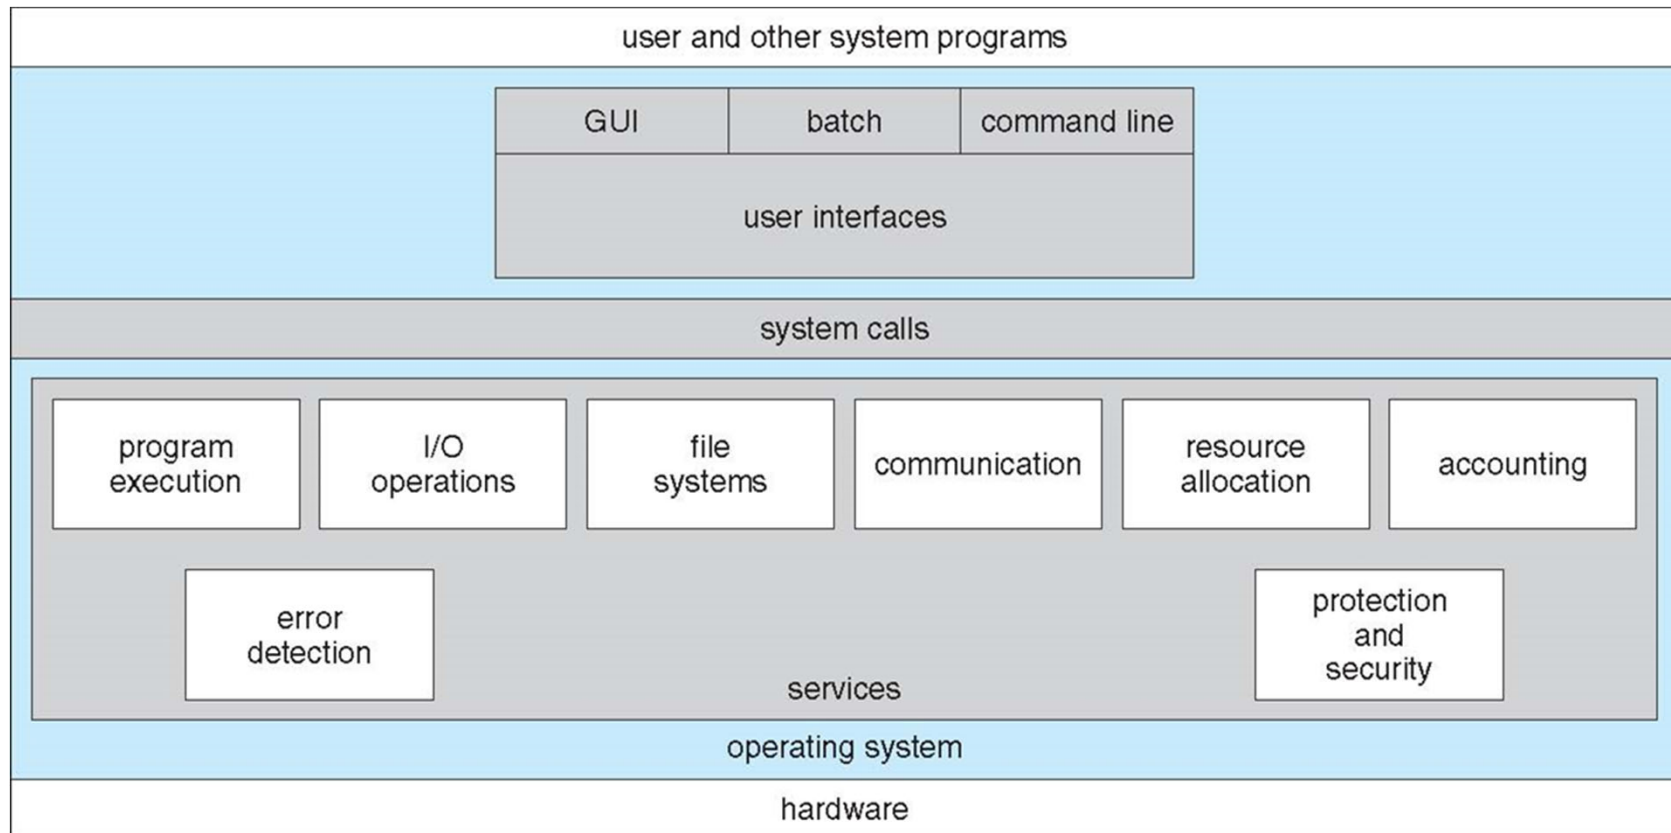 user and other system programs
GUI
batch
command line
user interfaces
system calls
program
execution
I/O
operations
file
systems
communication
resource
allocation
accounting
error
detection
protection
and
security
services
operating system
hardware